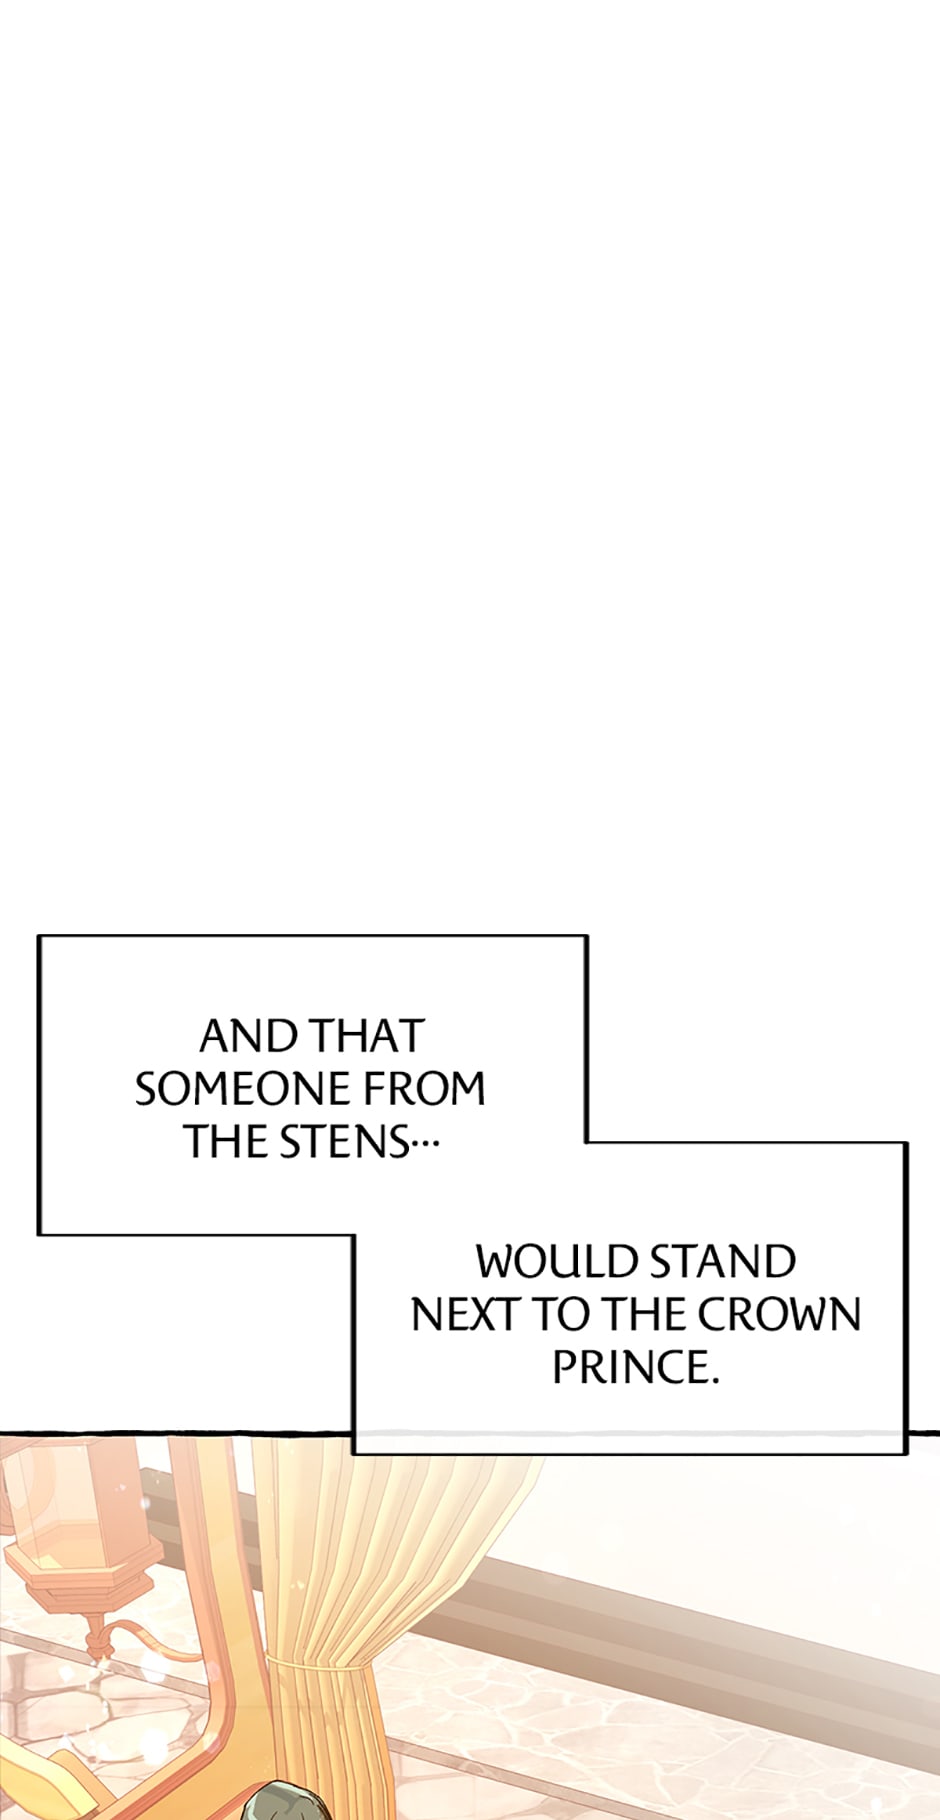 AND THAT
SOMEONE FROM
THE STENS...
WOULD STAND
NEXT TO THE CROWN
PRINCE.